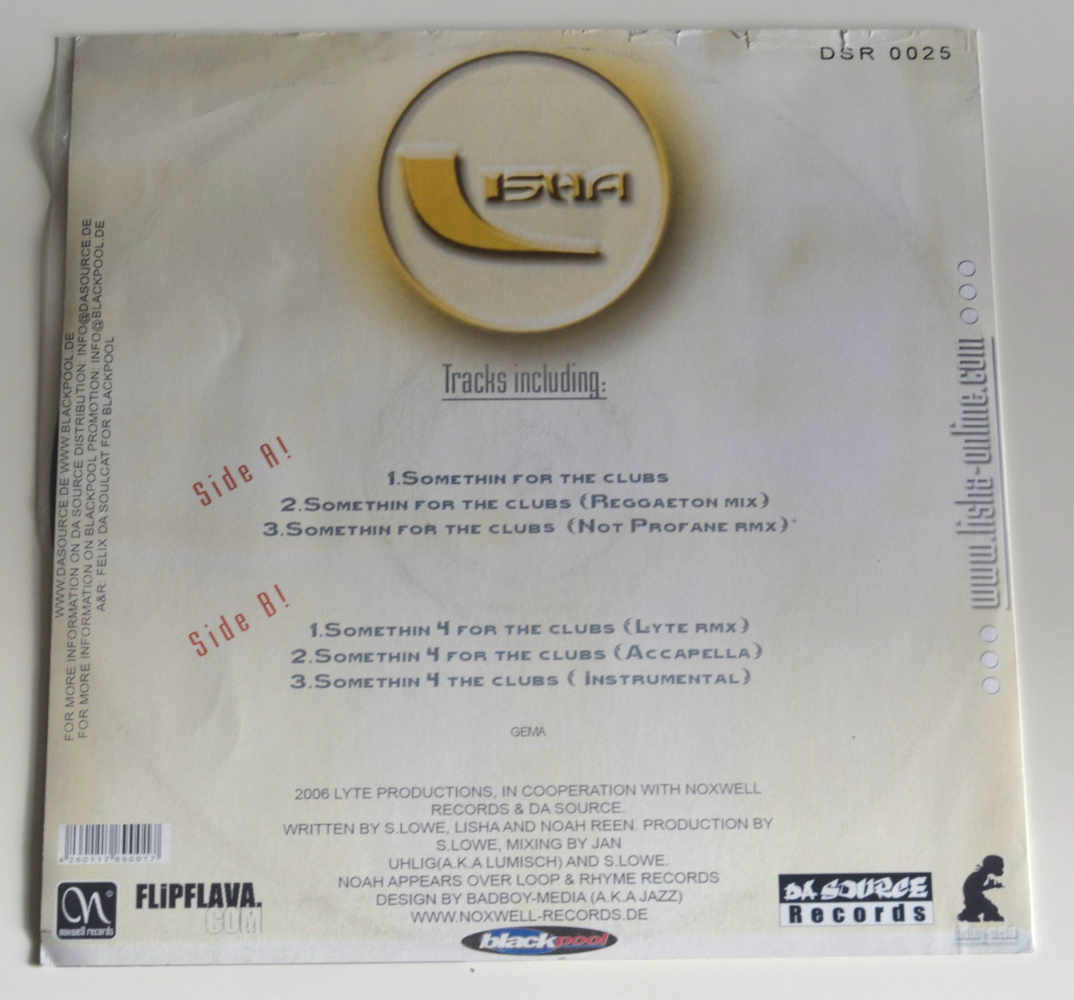 DSR 0025
LISHA
Tracks including:
Side A!
1.Somethin for the clubs
2.Somethin for the clubs (Reggaeton mix)
3.Somethin for the clubs (Not Profane rmx)
Side B!
1.Somethin 4 for the clubs (Lyte rmx)
2.Somethin 4 for the clubs (Accapella)
3.Somethin 4 the clubs ( Instrumental)
GEMA
2006 LYTE PRODUCTIONS, IN COOPERATION WITH NOXWELL
RECORDS & DA SOURCE.
WRITTEN BY S.LOWE, LISHA AND NOAH REEN. PRODUCTION BY
S.LOWE, MIXING BY JAN
UHLIG(A.K.A LUMISCH) AND S.LOWE.
NOAH APPEARS OVER LOOP & RHYME RECORDS
DESIGN BY BADBOY-MEDIA (A.K.A JAZZ)
WWW.NOXWELL-RECORDS.DE
blackpool
WWW.DASOURCE.DE WWW.BLACKPOOL.DE
FOR MORE INFORMATION ON DA SOURCE DISTRIBUTION: INFO@DASOURCE.DE
FOR MORE INFORMATION ON BLACKPOOL PROMOTION: INFO@BLACKPOOL.DE
A&R: FELIX DA SOULCAT FOR BLACKPOOL
www.lisha-online.com
noxwell records
FLiPFLAVA.
COM
DA SOURCE
Records